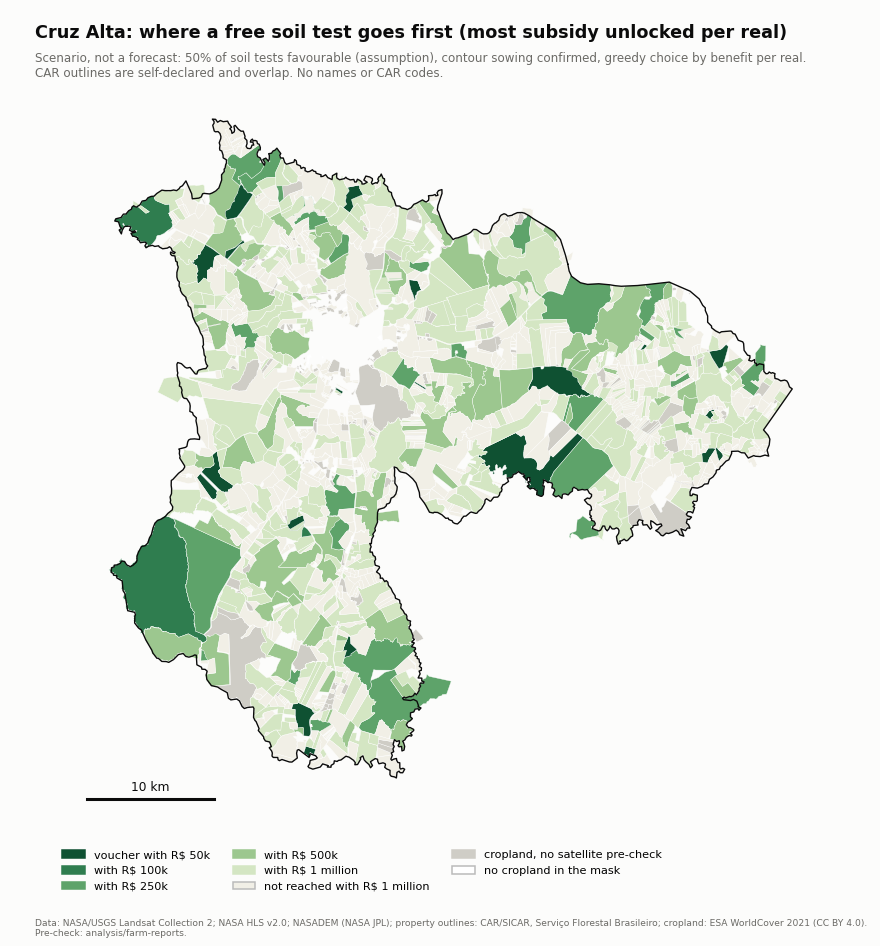 Cruz Alta: where a free soil test goes first (most subsidy unlocked per real)
Scenario, not a forecast: 50% of soil tests favourable (assumption), contour sowing confirmed, greedy choice by benefit per real.
CAR outlines are self-declared and overlap. No names or CAR codes.
10 km
voucher with R$ 50k
with R$ 100k
with R$ 250k
with R$ 500k
with R$ 1 million
not reached with R$ 1 million
cropland, no satellite pre-check
no cropland in the mask
Data: NASA/USGS Landsat Collection 2; NASA HLS v2.0; NASADEM (NASA JPL); property outlines: CAR/SICAR, Serviço Florestal Brasileiro; cropland: ESA WorldCover 2021 (CC BY 4.0).
Pre-check: analysis/farm-reports.